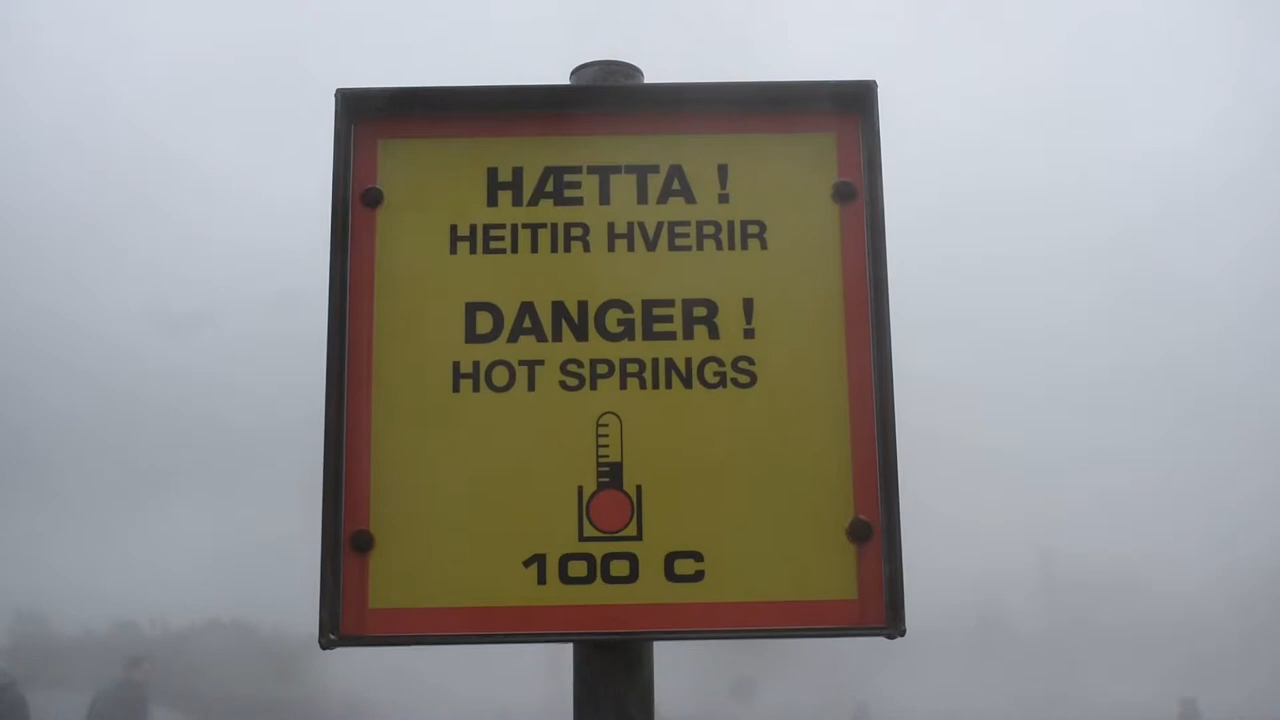 HÆTTA !
HEITIR HVERIR
DANGER !
HOT SPRINGS
100 C